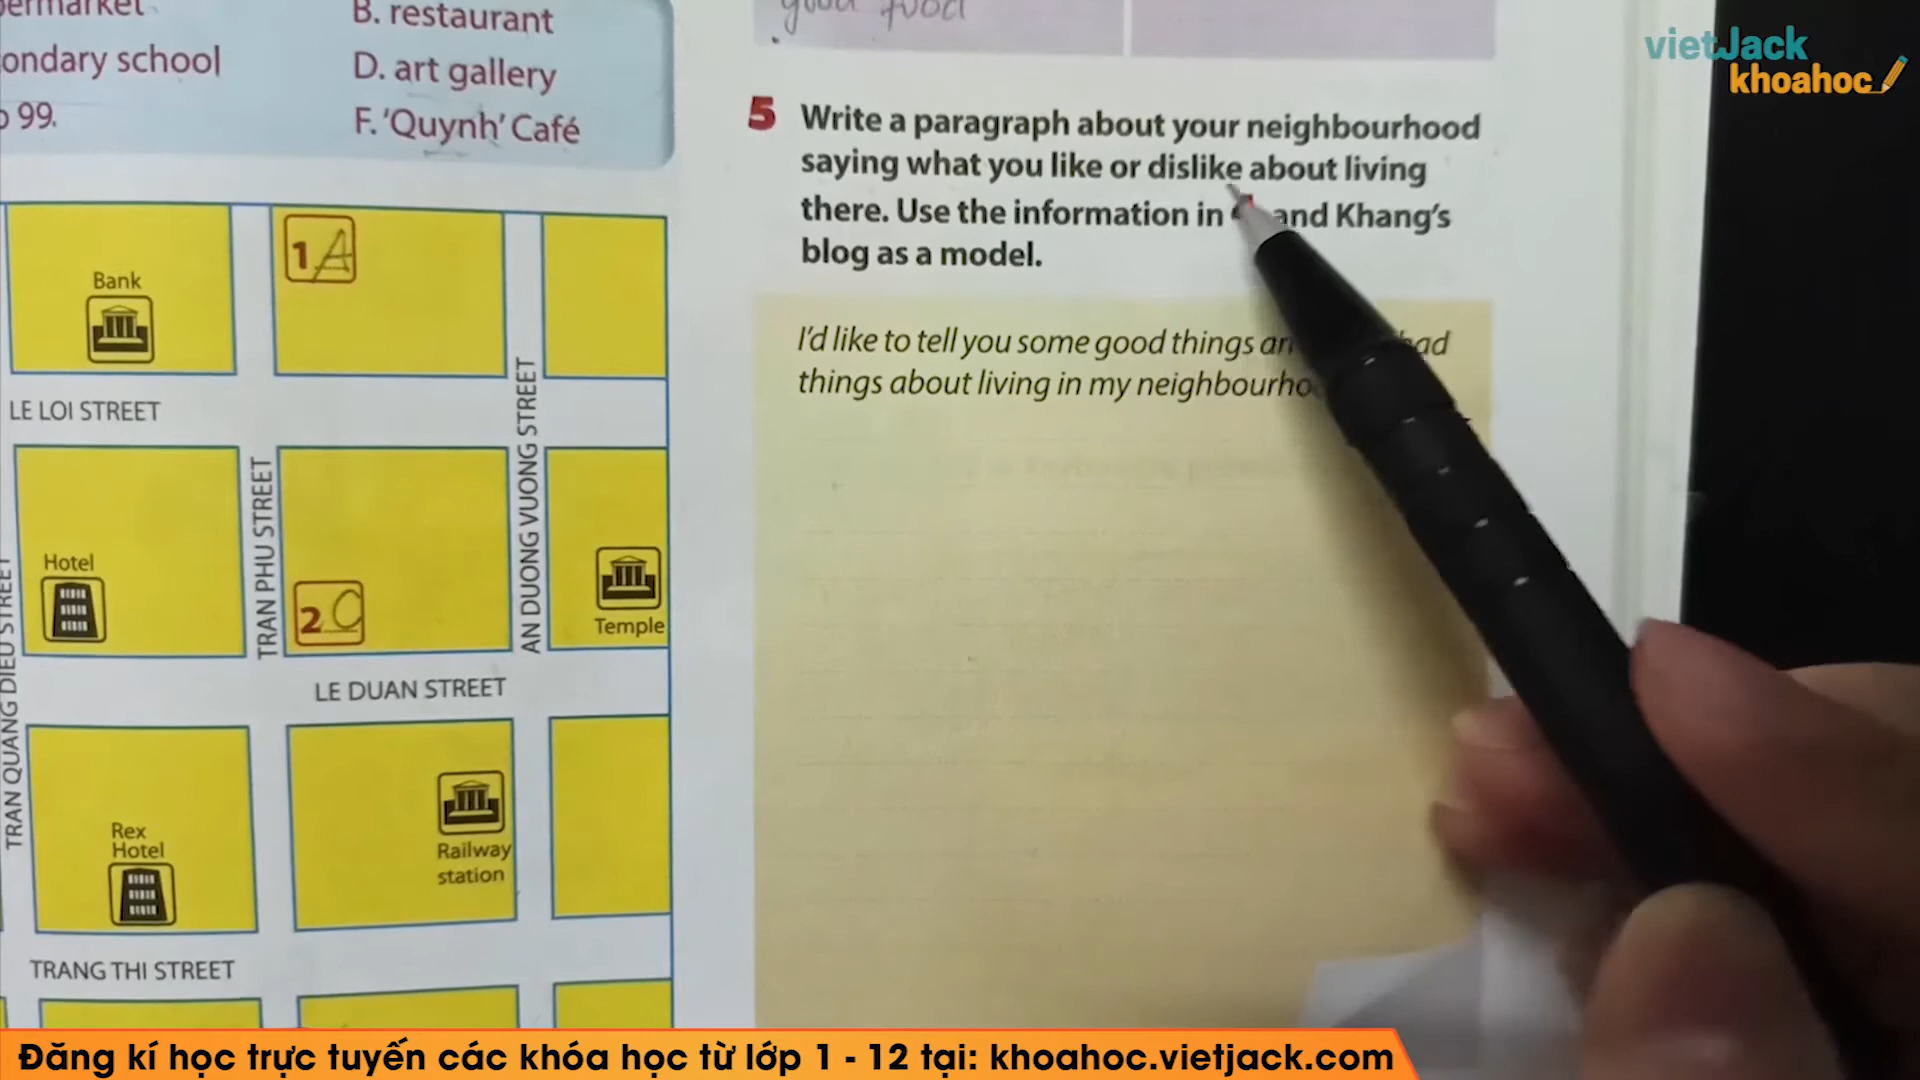 B. restaurant
ondary school
D. art gallery
99.
F. 'Quynh' Café
Bank
1 A
LE LOI STREET
AN DUONG VUONG STREET
TRAN PHU STREET
Hotel
2 C
Temple
LE DUAN STREET
TRAN QUANG DIEU STREET
Rex
Hotel
Railway
station
TRANG THI STREET
good food
5 Write a paragraph about your neighbourhood
saying what you like or dislike about living
there. Use the information in and Khang's
blog as a model.
I'd like to tell you some good things
things about living in my
vietJack
khoahoc
Đăng kí học trực tuyến các khóa học từ lớp 1 - 12 tại: khoahoc.vietjack.com